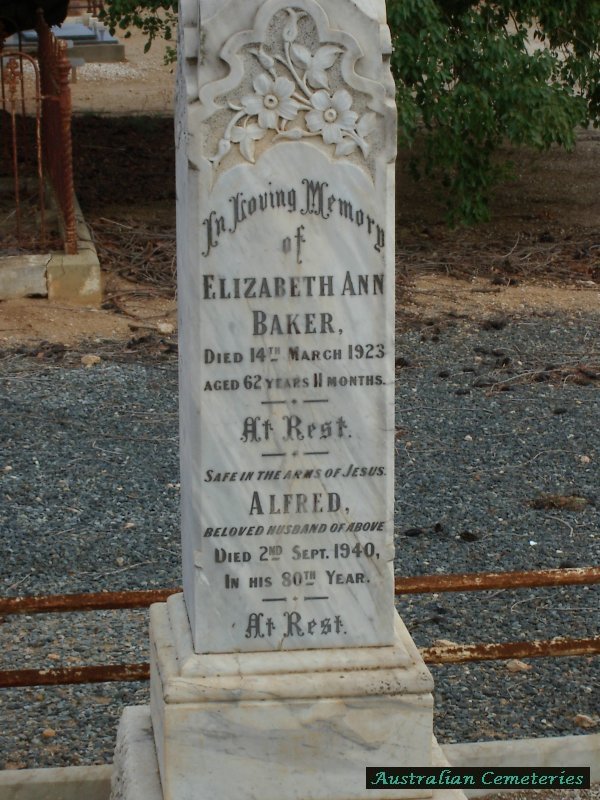 In Loving Memory
of
ELIZABETH ANN
BAKER,
DIED 14TH MARCH 1923
AGED 62 YEARS 11 MONTHS.
At Rest.
SAFE IN THE ARMS OF JESUS.
ALFRED,
BELOVED HUSBAND OF ABOVE
DIED 2ND SEPT. 1940,
IN HIS 80TH YEAR.
At Rest.
Australian Cemeteries